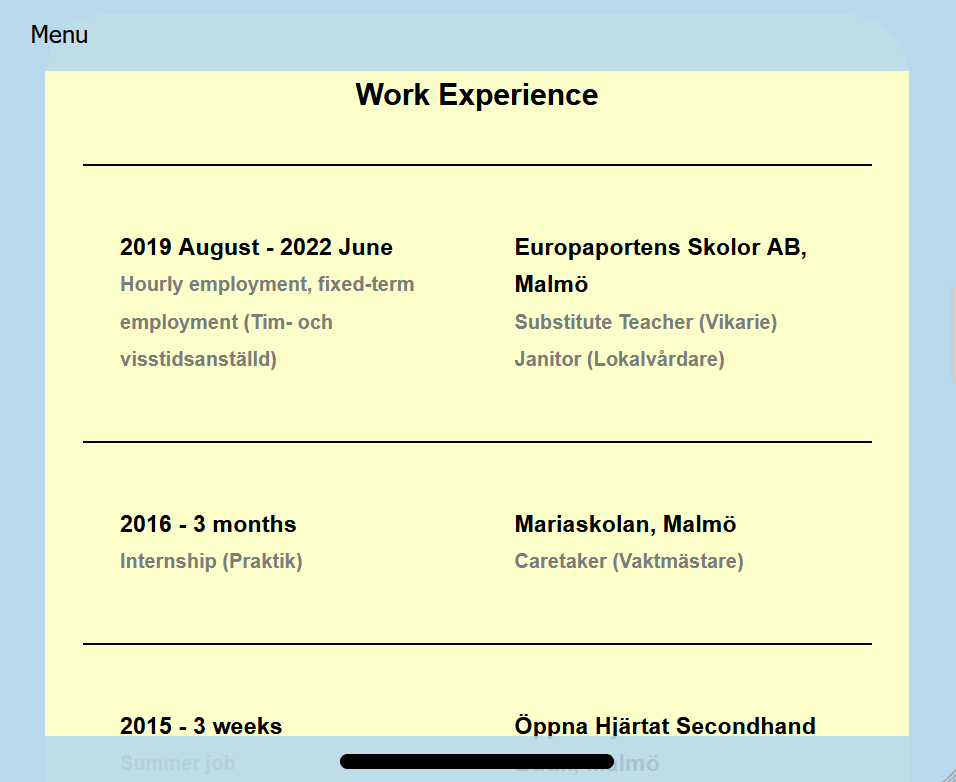 Menu
Work Experience
2019 August - 2022 June
Hourly employment, fixed-term
employment (Tim- och
visstidsanställd)
Europaportens Skolor AB,
Malmö
Substitute Teacher (Vikarie)
Janitor (Lokalvårdare)
2016 - 3 months
Internship (Praktik)
Mariaskolan, Malmö
Caretaker (Vaktmästare)
2015 - 3 weeks
Summer job
Öppna Hjärtat Secondhand
Malmö